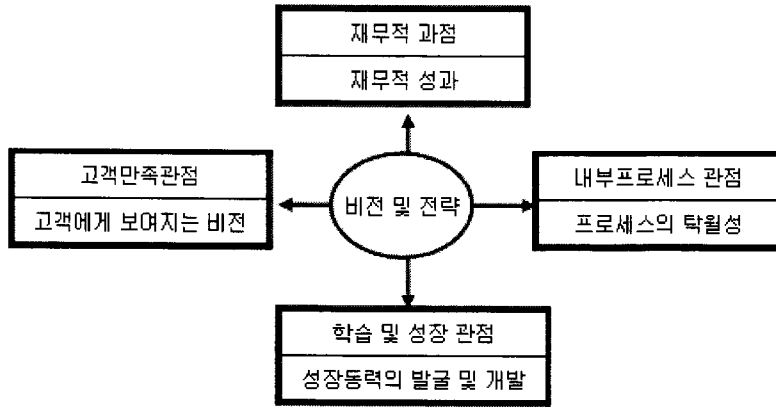 재무적 과점
재무적 성과
고객만족관점
고객에게 보여지는 비전
비전 및 전략
내부프로세스 관점
프로세스의 탁월성
학습 및 성장 관점
성장동력의 발굴 및 개발